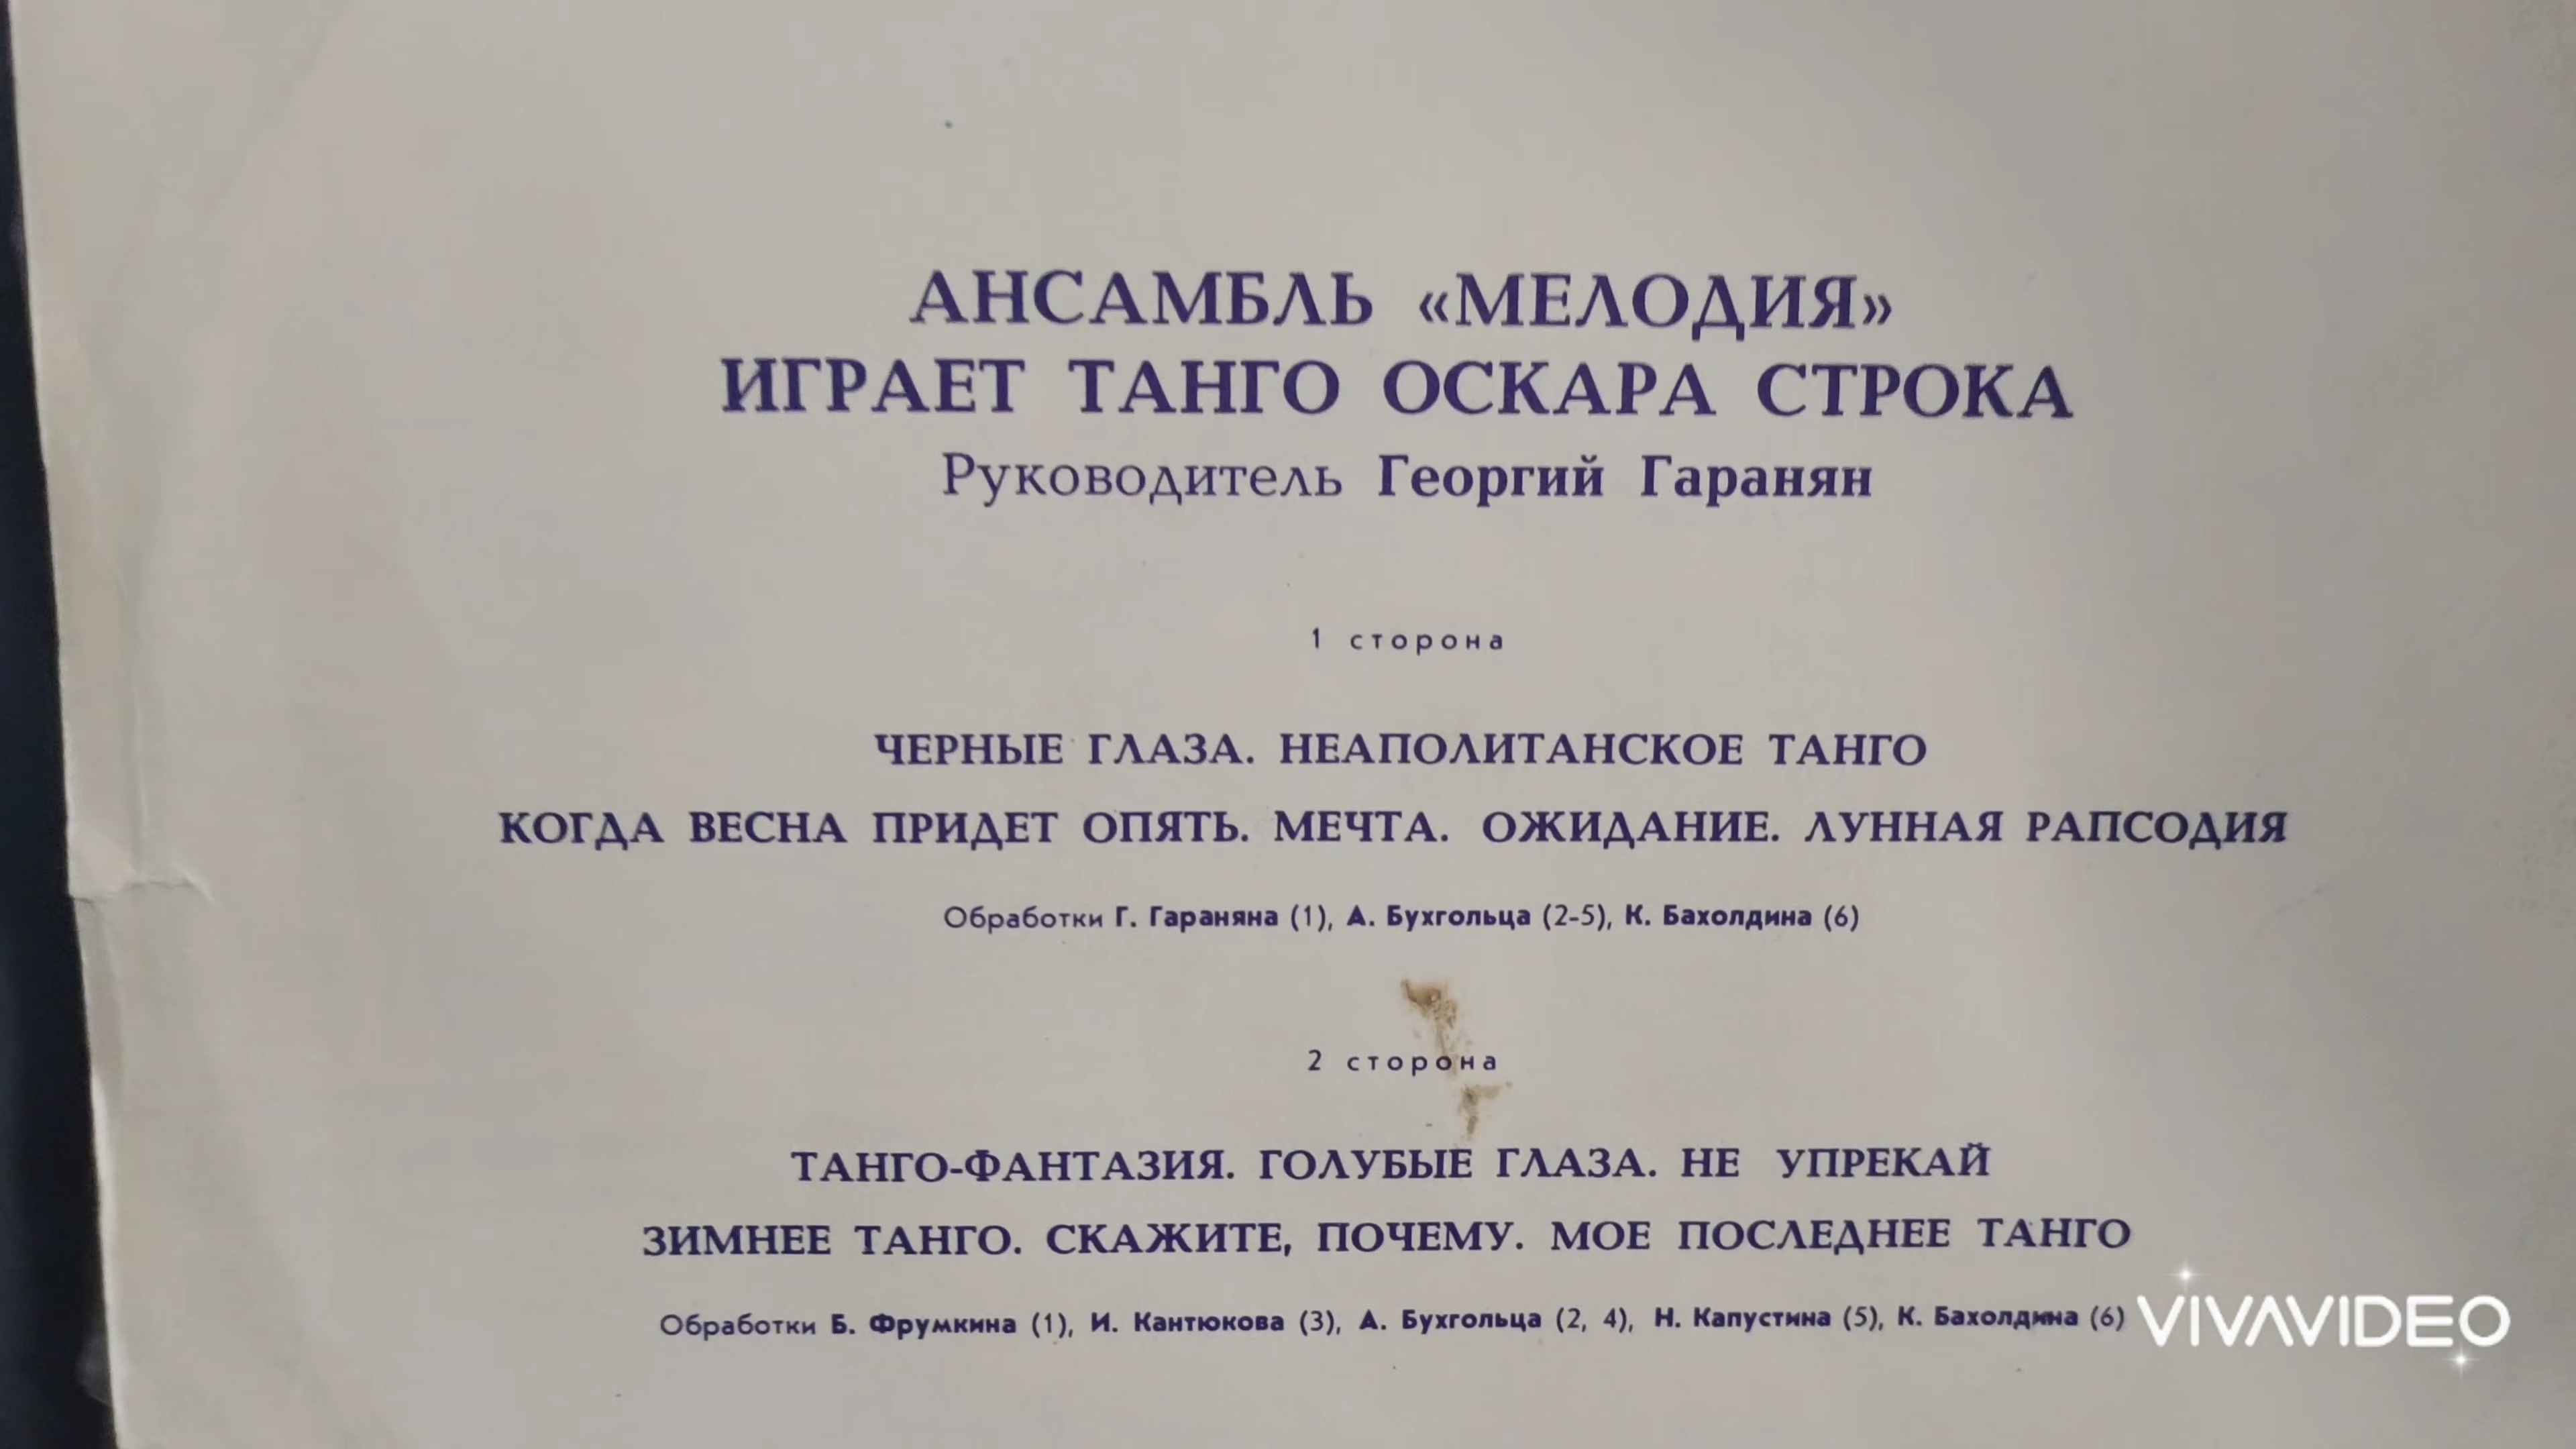 АНСАМБЛЬ «МЕЛОДИЯ»
ИГРАЕТ ТАНГО ОСКАРА СТРОКА
Руководитель Георгий Гаранян
1 сторона
ЧЕРНЫЕ ГЛАЗА. НЕАПОЛИТАНСКОЕ ТАНГО
КОГДА ВЕСНА ПРИДЕТ ОПЯТЬ. МЕЧТА. ОЖИДАНИЕ. ЛУННАЯ РАПСОДИЯ
Обработки Г. Гараняна (1), А. Бухгольца (2-5), К. Бахолдина (6)
2 сторона
ТАНГО-ФАНТАЗИЯ. ГОЛУБЫЕ ГЛАЗА. НЕ УПРЕКАЙ
ЗИМНЕЕ ТАНГО. СКАЖИТЕ, ПОЧЕМУ. МОЕ ПОСЛЕДНЕЕ ТАНГО
Обработки Б. Фрумкина (1), И. Кантюкова (3), А. Бухгольца (2, 4), Н. Капустина (5), К. Бахолдина (6)
VIVAVIDEO